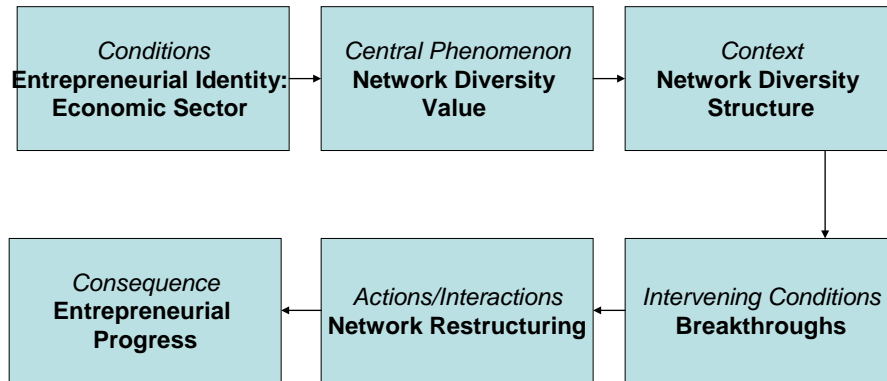 Conditions
Entrepreneurial Identity:
Economic Sector
Central Phenomenon
Network Diversity
Value
Context
Network Diversity
Structure
Consequence
Entrepreneurial
Progress
Actions/Interactions
Network Restructuring
Intervening Conditions
Breakthroughs